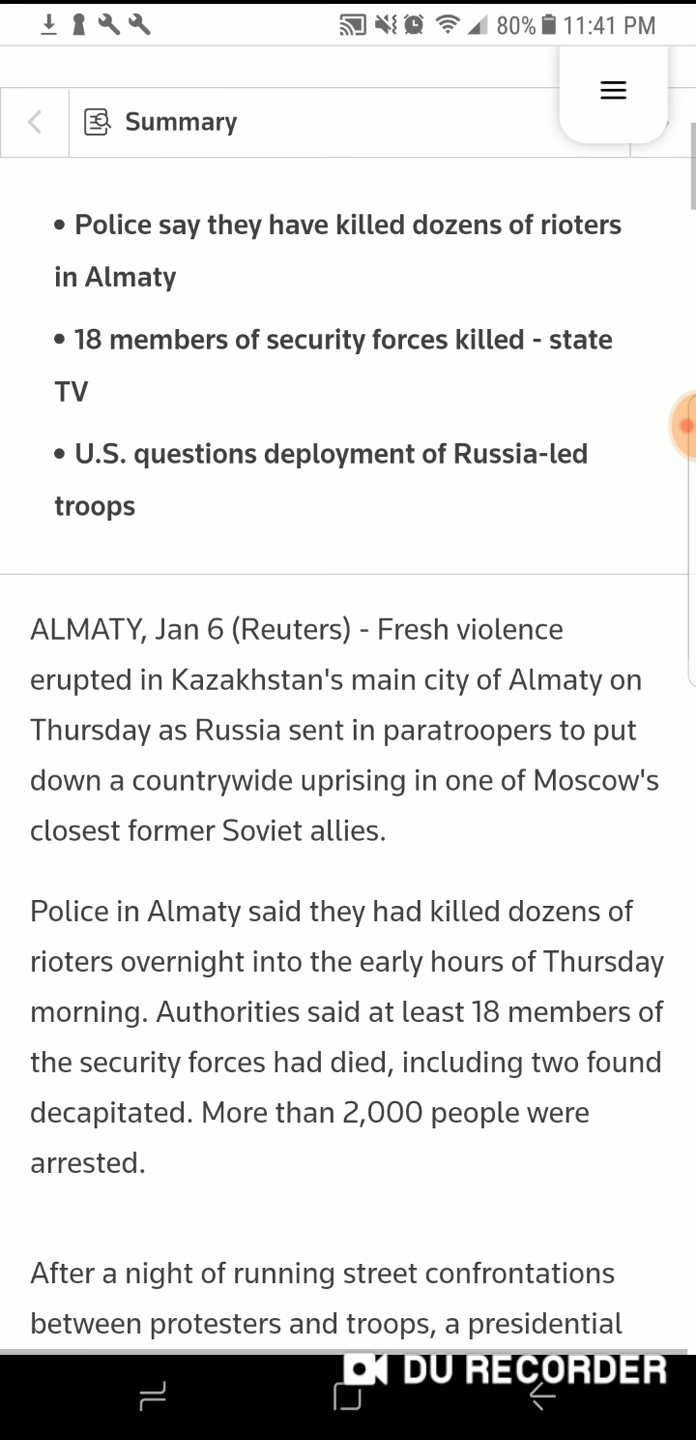 80% 11:41 PM
Summary
• Police say they have killed dozens of rioters
in Almaty
• 18 members of security forces killed - state
TV
• U.S. questions deployment of Russia-led
troops
ALMATY, Jan 6 (Reuters) - Fresh violence
erupted in Kazakhstan's main city of Almaty on
Thursday as Russia sent in paratroopers to put
down a countrywide uprising in one of Moscow's
closest former Soviet allies.
Police in Almaty said they had killed dozens of
rioters overnight into the early hours of Thursday
morning. Authorities said at least 18 members of
the security forces had died, including two found
decapitated. More than 2,000 people were
arrested.
After a night of running street confrontations
between protesters and troops, a presidential
DU RECORDER